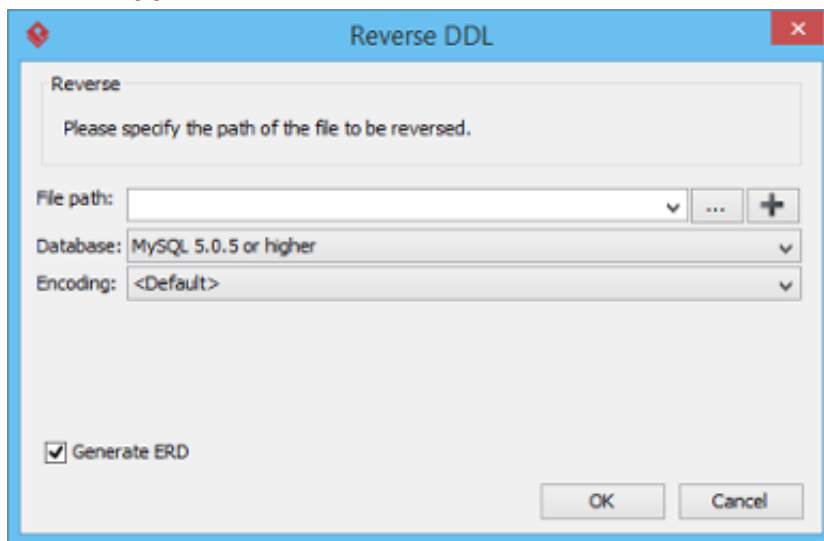 Reverse DDL
Reverse
Please specify the path of the file to be reversed.
File path:
...
Database: MySQL 5.0.5 or higher
Encoding: <Default>
Generate ERD
OK Cancel